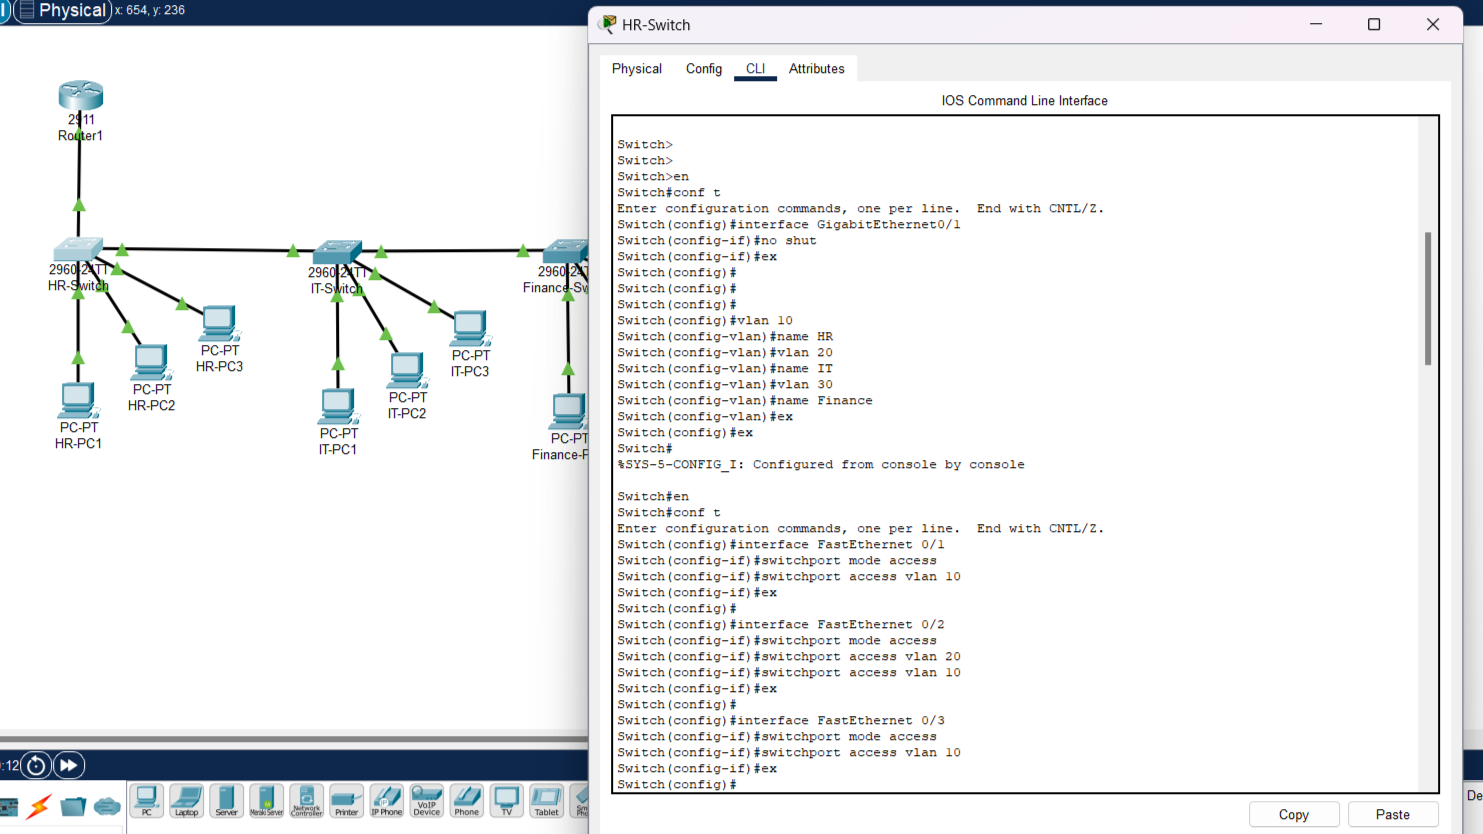 Physical
x: 654, y: 236
2911
Router1
2960-24TT
HR-Switch
2960-24TT
IT-Switch
2960-24T
Finance-Sw
PC-PT
HR-PC3
PC-PT
HR-PC2
PC-PT
HR-PC1
PC-PT
IT-PC3
PC-PT
IT-PC2
PC-PT
IT-PC1
PC-PT
Finance-P
:12
PC
Laptop
Server
Meraki Server
Network Controller
Printer
IP Phone
VoIP Device
Phone
TV
Tablet
HR-Switch
Physical Config CLI Attributes
IOS Command Line Interface
Switch>
Switch>
Switch>en
Switch#conf t
Enter configuration commands, one per line.  End with CNTL/Z.
Switch(config)#interface GigabitEthernet0/1
Switch(config-if)#no shut
Switch(config-if)#ex
Switch(config)#
Switch(config)#
Switch(config)#
Switch(config)#vlan 10
Switch(config-vlan)#name HR
Switch(config-vlan)#vlan 20
Switch(config-vlan)#name IT
Switch(config-vlan)#vlan 30
Switch(config-vlan)#name Finance
Switch(config-vlan)#ex
Switch(config)#ex
Switch#
%SYS-5-CONFIG_I: Configured from console by console
Switch#en
Switch#conf t
Enter configuration commands, one per line.  End with CNTL/Z.
Switch(config)#interface FastEthernet 0/1
Switch(config-if)#switchport mode access
Switch(config-if)#switchport access vlan 10
Switch(config-if)#ex
Switch(config)#
Switch(config)#interface FastEthernet 0/2
Switch(config-if)#switchport mode access
Switch(config-if)#switchport access vlan 20
Switch(config-if)#switchport access vlan 10
Switch(config-if)#ex
Switch(config)#
Switch(config)#interface FastEthernet 0/3
Switch(config-if)#switchport mode access
Switch(config-if)#switchport access vlan 10
Switch(config-if)#ex
Switch(config)#
Copy
Paste
De